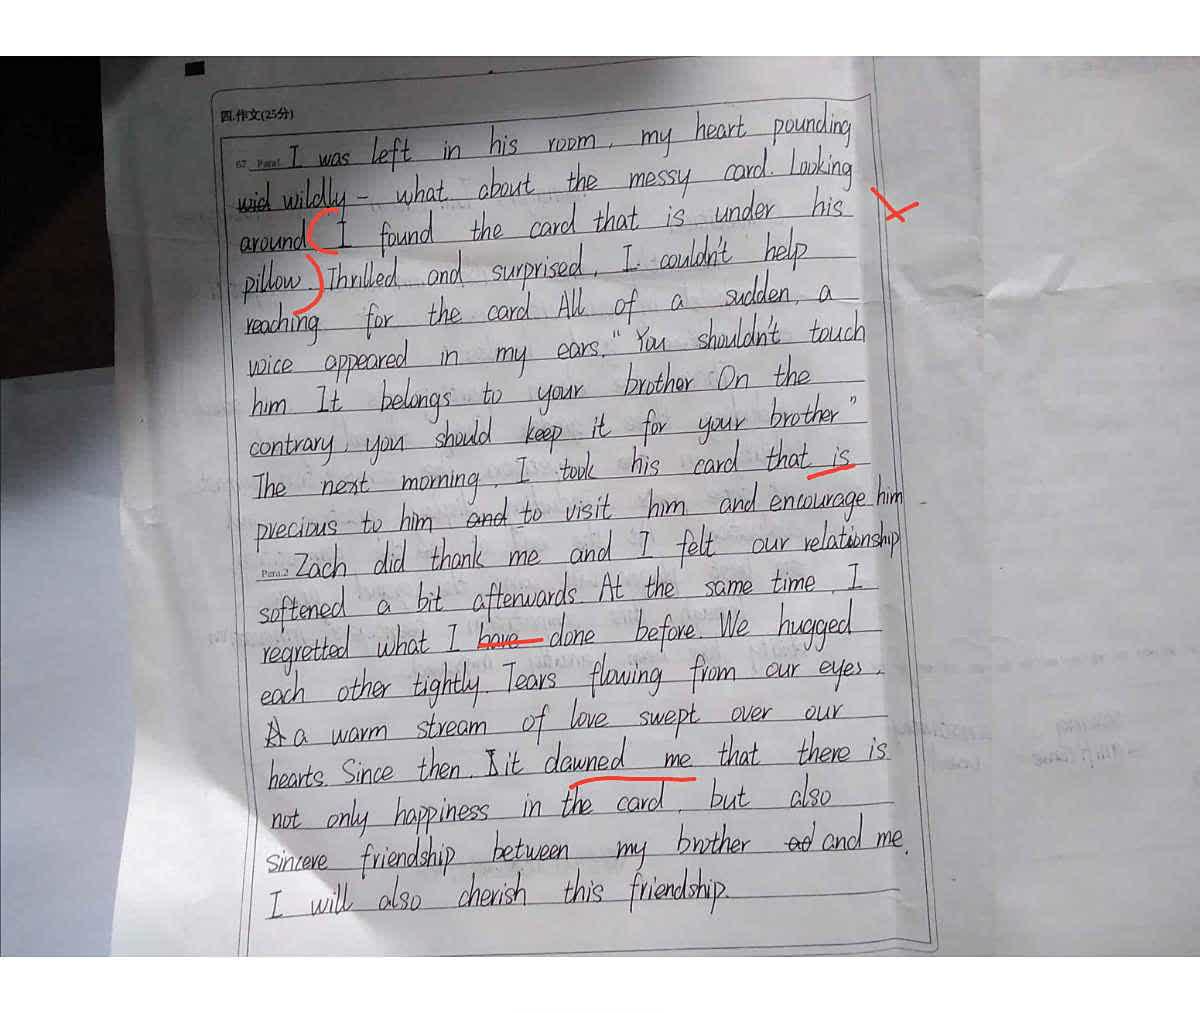 四.作文(25分)
67. Para1 I was left in his room, my heart pounding
wid wildly - what about the messy card. Looking
around I found the card that is under his
pillow. Thrilled and surprised, I couldn't help
reaching for the card All of a sudden, a
voice appeared in my ears, "You shouldn't touch
him It belongs to your brother On the
contrary, you should keep it for your brother"
The next morning, I took his card that is
precious to him and to visit him and encourage him
Para.2 Zach did thank me and I felt our relationship
softened a bit afterwards At the same time, I
regretted what I have done before. We hugged
each other tightly. Tears flowing from our eyes.
A a warm stream of love swept over our
hearts. Since then, I it dawned me that there is
not only happiness in the card, but also
sincere friendship between my brother ad and me.
I will also cherish this friendship.